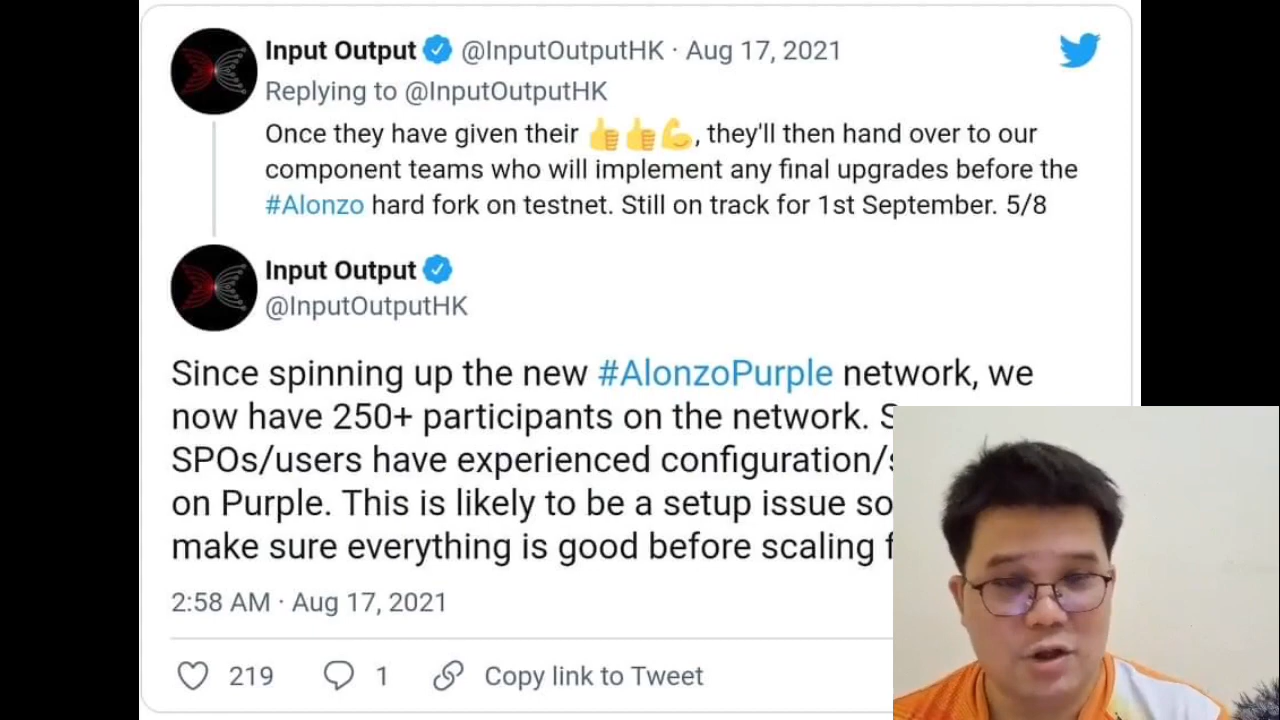 Input Output @InputOutputHK · Aug 17, 2021
Replying to @InputOutputHK
Once they have given their 👍👍💪, they'll then hand over to our
component teams who will implement any final upgrades before the
#Alonzo hard fork on testnet. Still on track for 1st September. 5/8
Input Output
@InputOutputHK
Since spinning up the new #AlonzoPurple network, we
now have 250+ participants on the network.
SPOs/users have experienced configuration/
on Purple. This is likely to be a setup issue so
make sure everything is good before scaling
2:58 AM · Aug 17, 2021
219
1
Copy link to Tweet